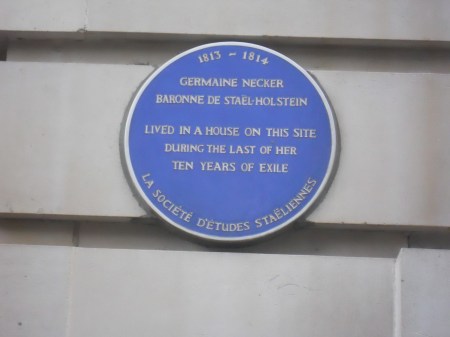 1813 - 1814
GERMAINE NECKER
BARONNE DE STAËL-HOLSTEIN
LIVED IN A HOUSE ON THIS SITE
DURING THE LAST OF HER
TEN YEARS OF EXILE
LA SOCIÉTÉ D'ÉTUDES STAËLIENNES